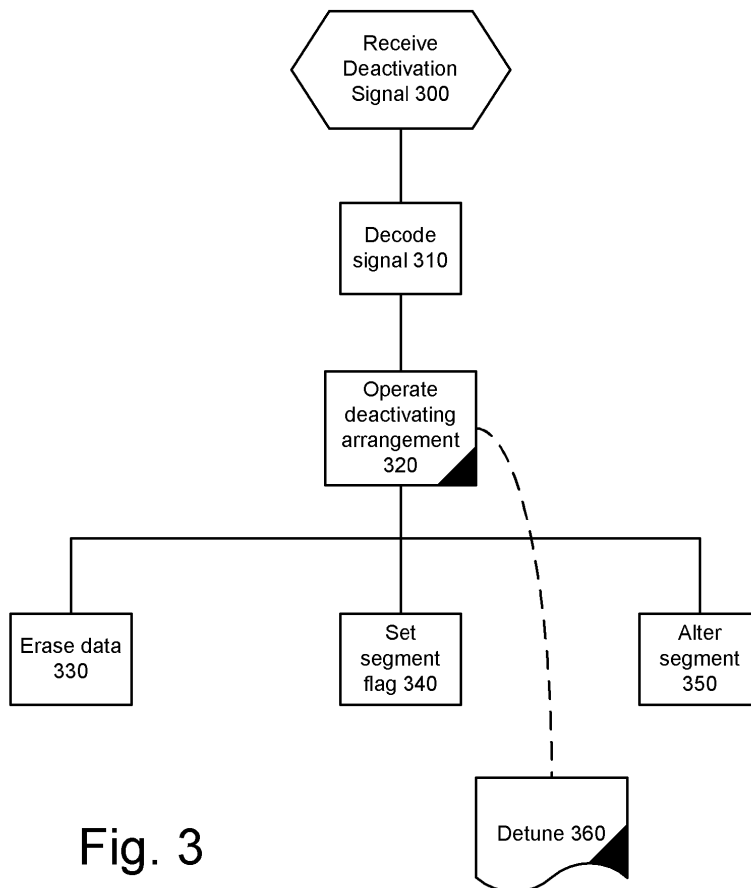 Receive
Deactivation
Signal 300
Decode
signal 310
Operate
deactivating
arrangement
320
Erase data
330
Set
segment
flag 340
Alter
segment
350
Detune 360
Fig. 3